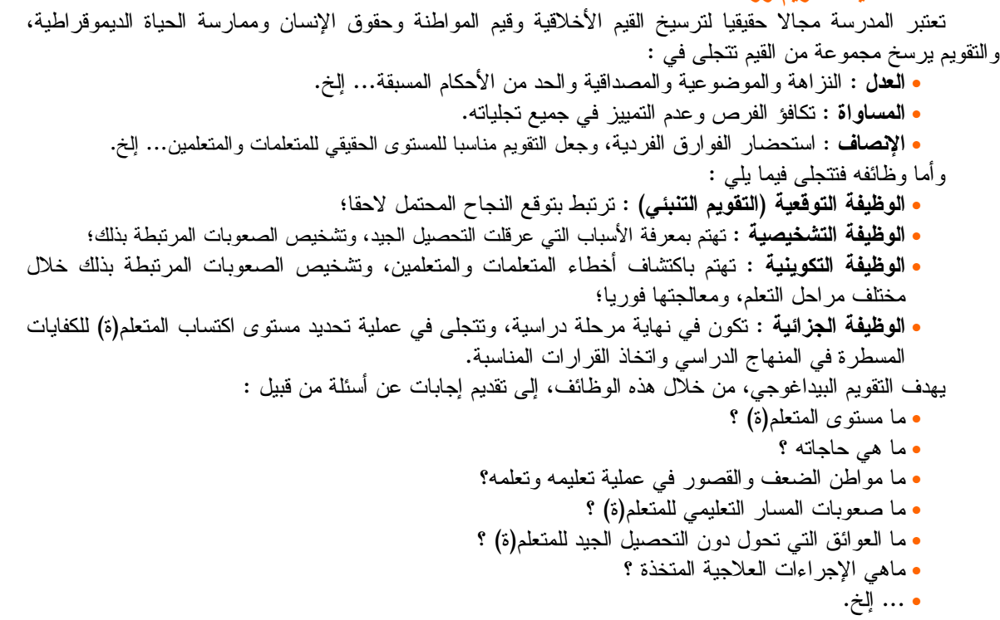 تعتبر المدرسة مجالا حقيقيا لترسيخ القيم الأخلاقية وقيم المواطنة وحقوق الإنسان وممارسة الحياة الديموقراطية،
والتقويم يرسخ مجموعة من القيم تتجلى في :
• العدل : النزاهة والموضوعية والمصداقية والحد من الأحكام المسبقة... إلخ.
• المساواة : تكافؤ الفرص وعدم التمييز في جميع تجلياته.
• الإنصاف : استحضار الفوارق الفردية، وجعل التقويم مناسبا للمستوى الحقيقي للمتعلمات والمتعلمين... إلخ.
وأما وظائفه فتتجلى فيما يلي :
• الوظيفة التوقعية (التقويم التنبئي) : ترتبط بتوقع النجاح المحتمل لاحقا؛
• الوظيفة التشخيصية : تهتم بمعرفة الأسباب التي عرقلت التحصيل الجيد، وتشخيص الصعوبات المرتبطة بذلك؛
• الوظيفة التكوينية : تهتم باكتشاف أخطاء المتعلمات والمتعلمين، وتشخيص الصعوبات المرتبطة بذلك خلال
مختلف مراحل التعلم، ومعالجتها فوريا؛
• الوظيفة الجزائية : تكون في نهاية مرحلة دراسية، وتتجلى في عملية تحديد مستوى اكتساب المتعلم(ة) للكفايات
المسطرة في المنهاج الدراسي واتخاذ القرارات المناسبة.
يهدف التقويم البيداغوجي، من خلال هذه الوظائف، إلى تقديم إجابات عن أسئلة من قبيل :
• ما مستوى المتعلم(ة) ؟
• ما هي حاجاته ؟
• ما مواطن الضعف والقصور في عملية تعليمه وتعلمه؟
• ما صعوبات المسار التعليمي للمتعلم(ة) ؟
• ما العوائق التي تحول دون التحصيل الجيد للمتعلم(ة) ؟
• ماهي الإجراءات العلاجية المتخذة ؟
• ... إلخ.